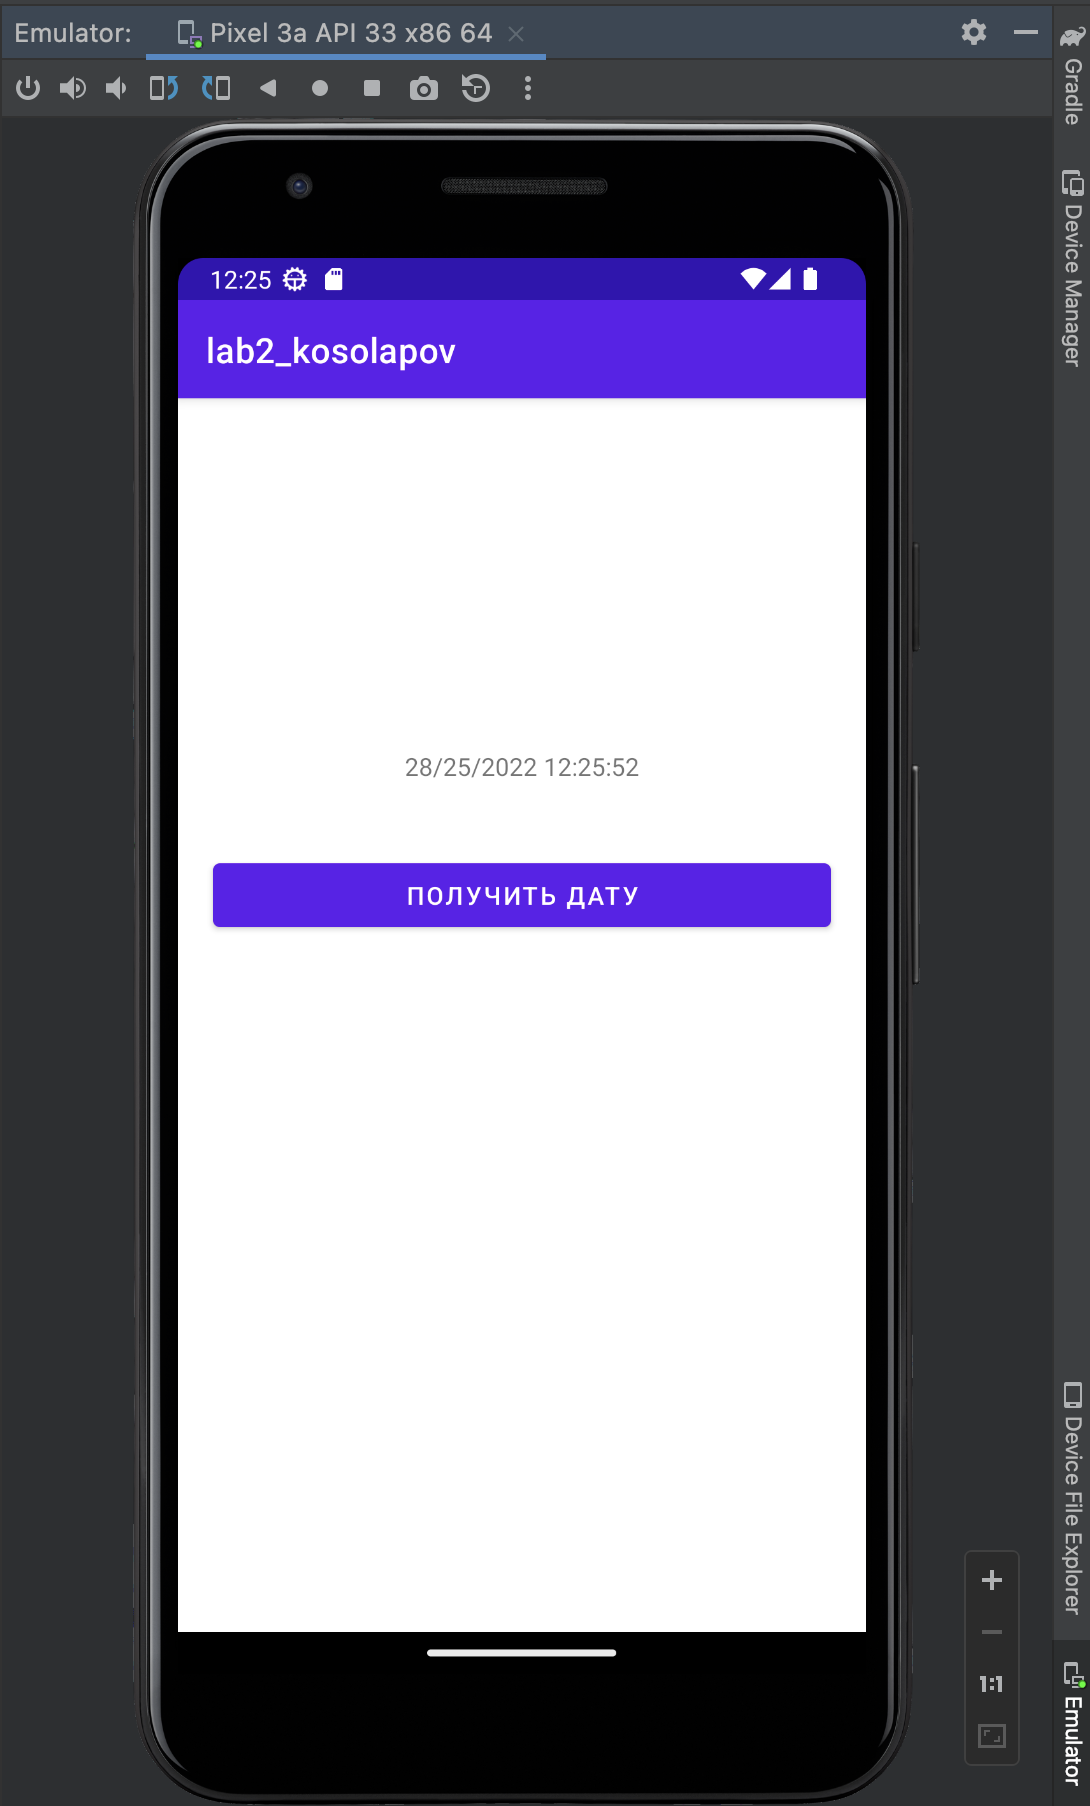 Emulator:
Pixel 3a API 33 x86 64
12:25
lab2_kosolapov
28/25/2022 12:25:52
ПОЛУЧИТЬ ДАТУ
1:1
Gradle
Device Manager
Device File Explorer
Emulator